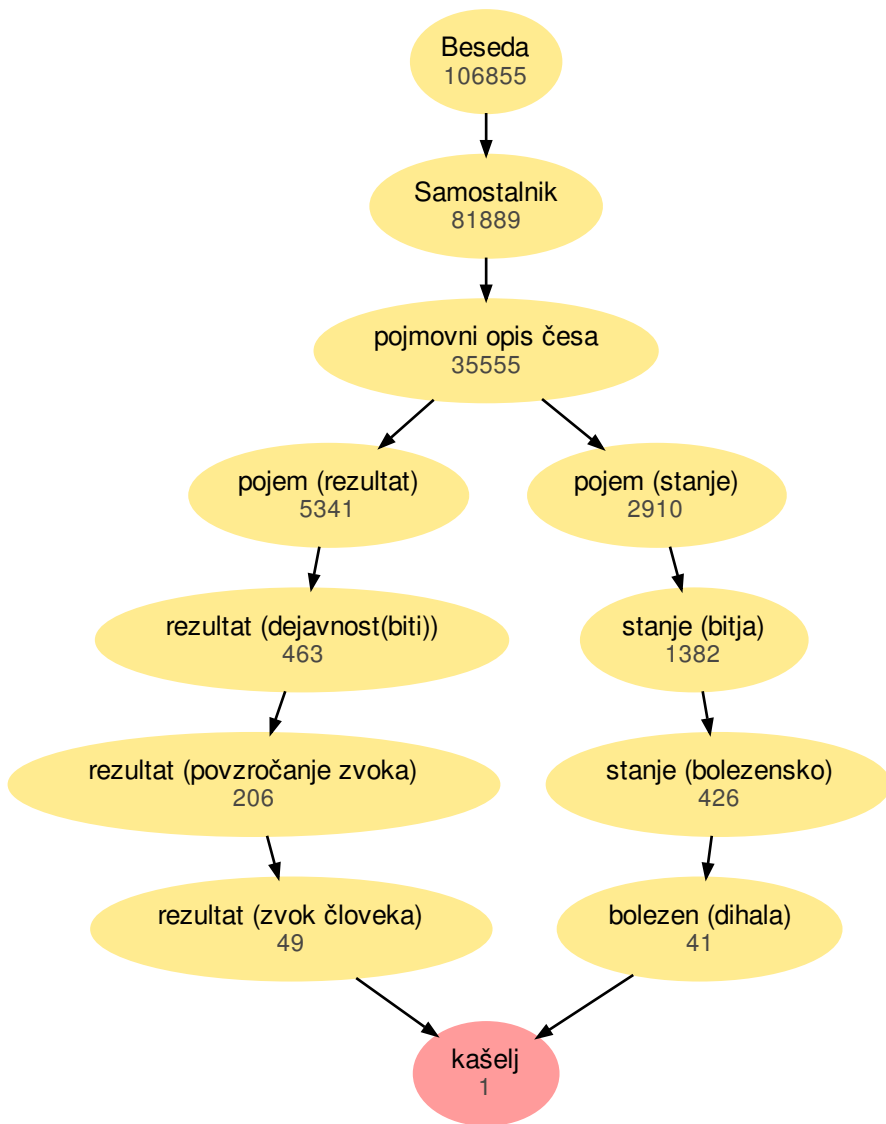 Beseda
106855
Samostalnik
81889
pojmovni opis česa
35555
pojem (rezultat)
5341
pojem (stanje)
2910
rezultat (dejavnost(biti))
463
stanje (bitja)
1382
rezultat (povzročanje zvoka)
206
stanje (bolezensko)
426
rezultat (zvok človeka)
49
bolezen (dihala)
41
kašelj
1